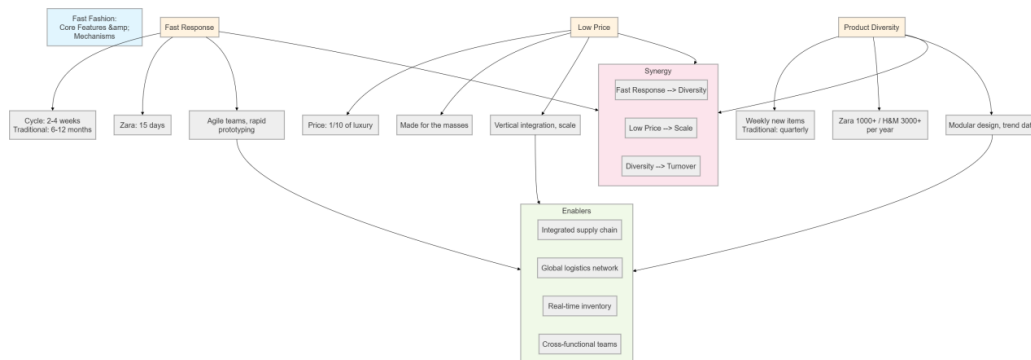 Fast Fashion:
Core Features &amp;
Mechanisms
Fast Response
Low Price
Product Diversity
Synergy
Fast Response --> Diversity
Low Price --> Scale
Diversity --> Turnover
Cycle: 2-4 weeks
Traditional: 6-12 months
Zara: 15 days
Agile teams, rapid
prototyping
Price: 1/10 of luxury
Made for the masses
Vertical integration, scale
Weekly new items
Traditional: quarterly
Zara 1000+ / H&M 3000+
per year
Modular design, trend dat
Enablers
Integrated supply chain
Global logistics network
Real-time inventory
Cross-functional teams